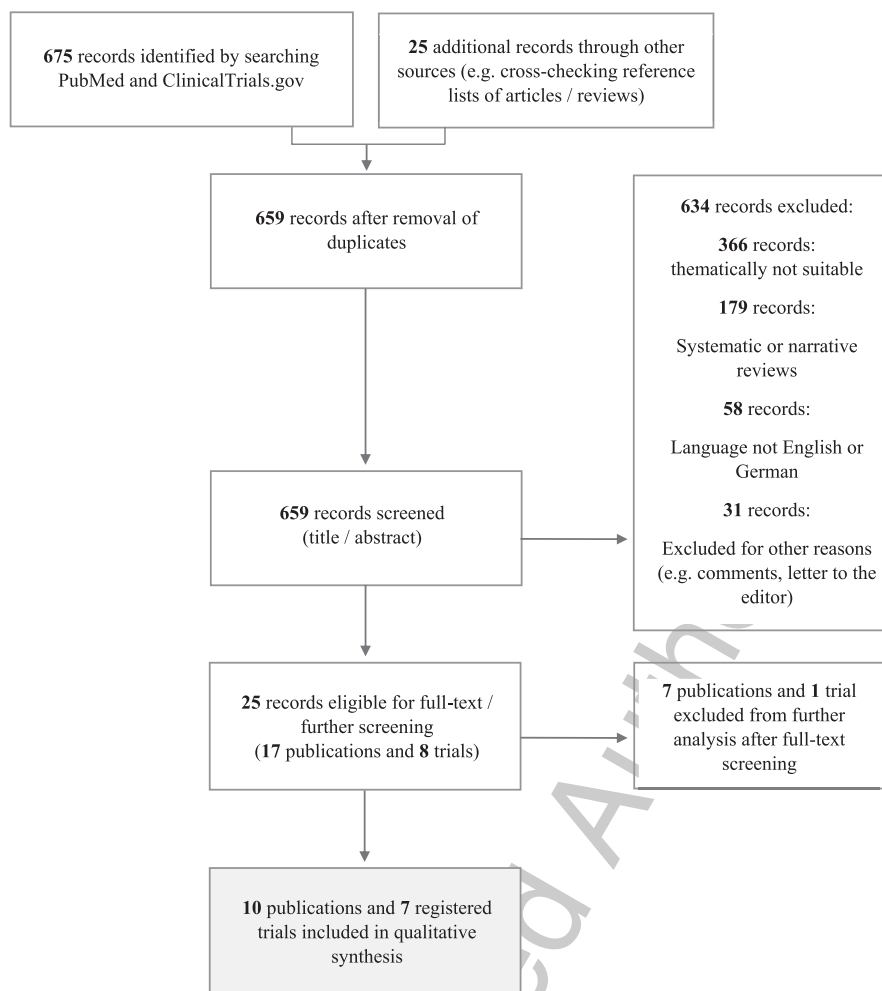 675 records identified by searching
PubMed and ClinicalTrials.gov
25 additional records through other
sources (e.g. cross-checking reference
lists of articles / reviews)
659 records after removal of
duplicates
634 records excluded:
366 records:
thematically not suitable
179 records:
Systematic or narrative
reviews
58 records:
Language not English or
German
31 records:
Excluded for other reasons
(e.g. comments, letter to the
editor)
659 records screened
(title / abstract)
25 records eligible for full-text /
further screening
(17 publications and 8 trials)
7 publications and 1 trial
excluded from further
analysis after full-text
screening
10 publications and 7 registered
trials included in qualitative
synthesis